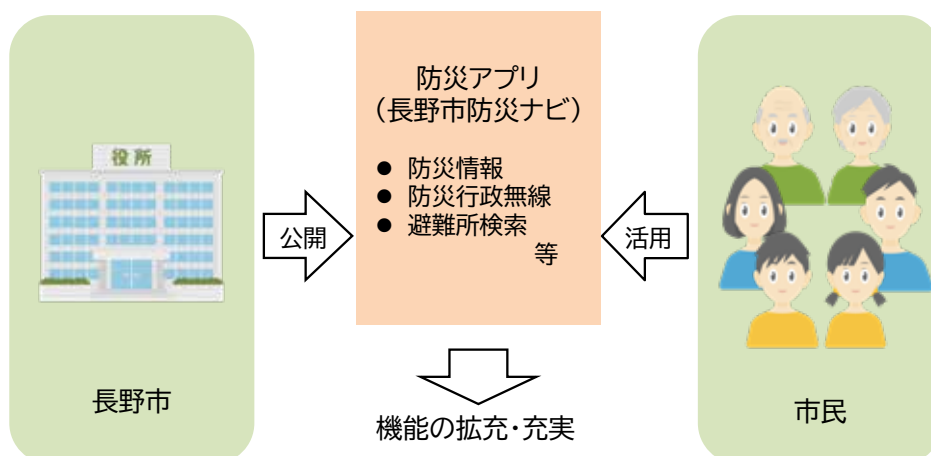 役所
長野市
公開
防災アプリ
（長野市防災ナビ）
● 防災情報
● 防災行政無線
● 避難所検索
等
活用
市民
機能の拡充・充実